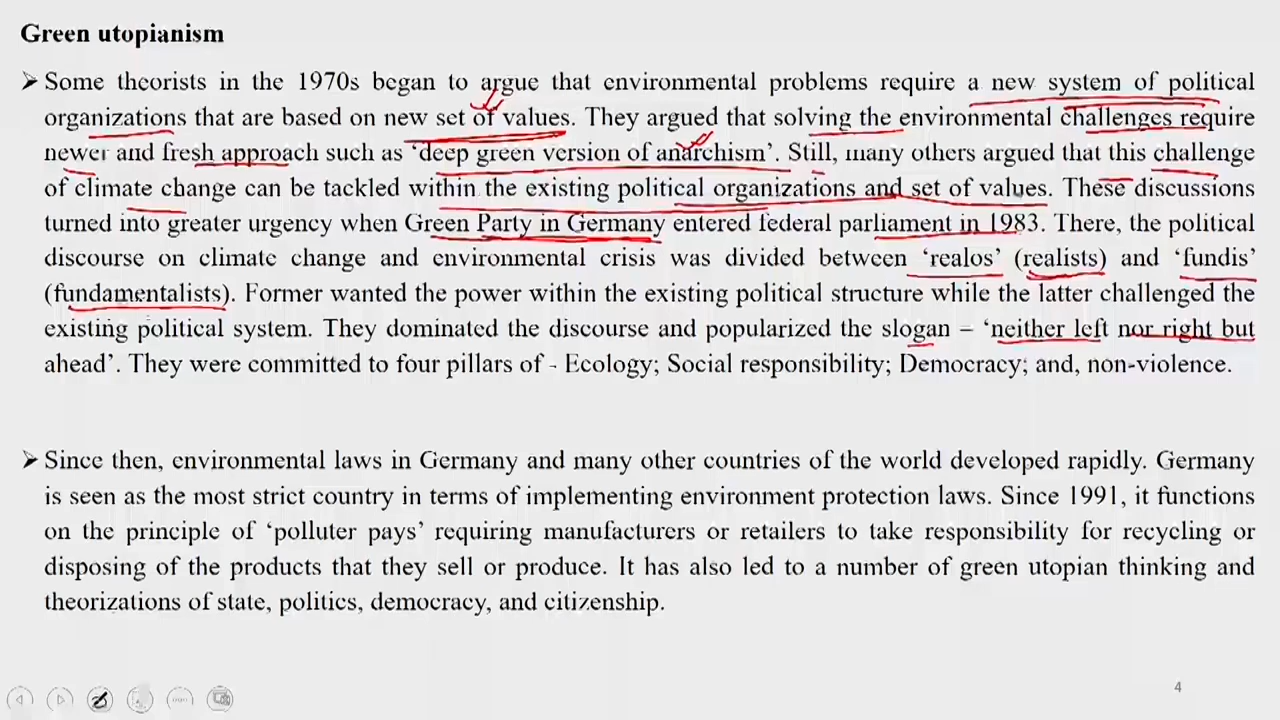 Green utopianism
➢ Some theorists in the 1970s began to argue that environmental problems require a new system of political
organizations that are based on new set of values. They argued that solving the environmental challenges require
newer and fresh approach such as ‘deep green version of anarchism’. Still, many others argued that this challenge
of climate change can be tackled within the existing political organizations and set of values. These discussions
turned into greater urgency when Green Party in Germany entered federal parliament in 1983. There, the political
discourse on climate change and environmental crisis was divided between ‘realos’ (realists) and ‘fundis’
(fundamentalists). Former wanted the power within the existing political structure while the latter challenged the
existing political system. They dominated the discourse and popularized the slogan – ‘neither left nor right but
ahead’. They were committed to four pillars of - Ecology; Social responsibility; Democracy; and, non-violence.
➢ Since then, environmental laws in Germany and many other countries of the world developed rapidly. Germany
is seen as the most strict country in terms of implementing environment protection laws. Since 1991, it functions
on the principle of ‘polluter pays’ requiring manufacturers or retailers to take responsibility for recycling or
disposing of the products that they sell or produce. It has also led to a number of green utopian thinking and
theorizations of state, politics, democracy, and citizenship.
4